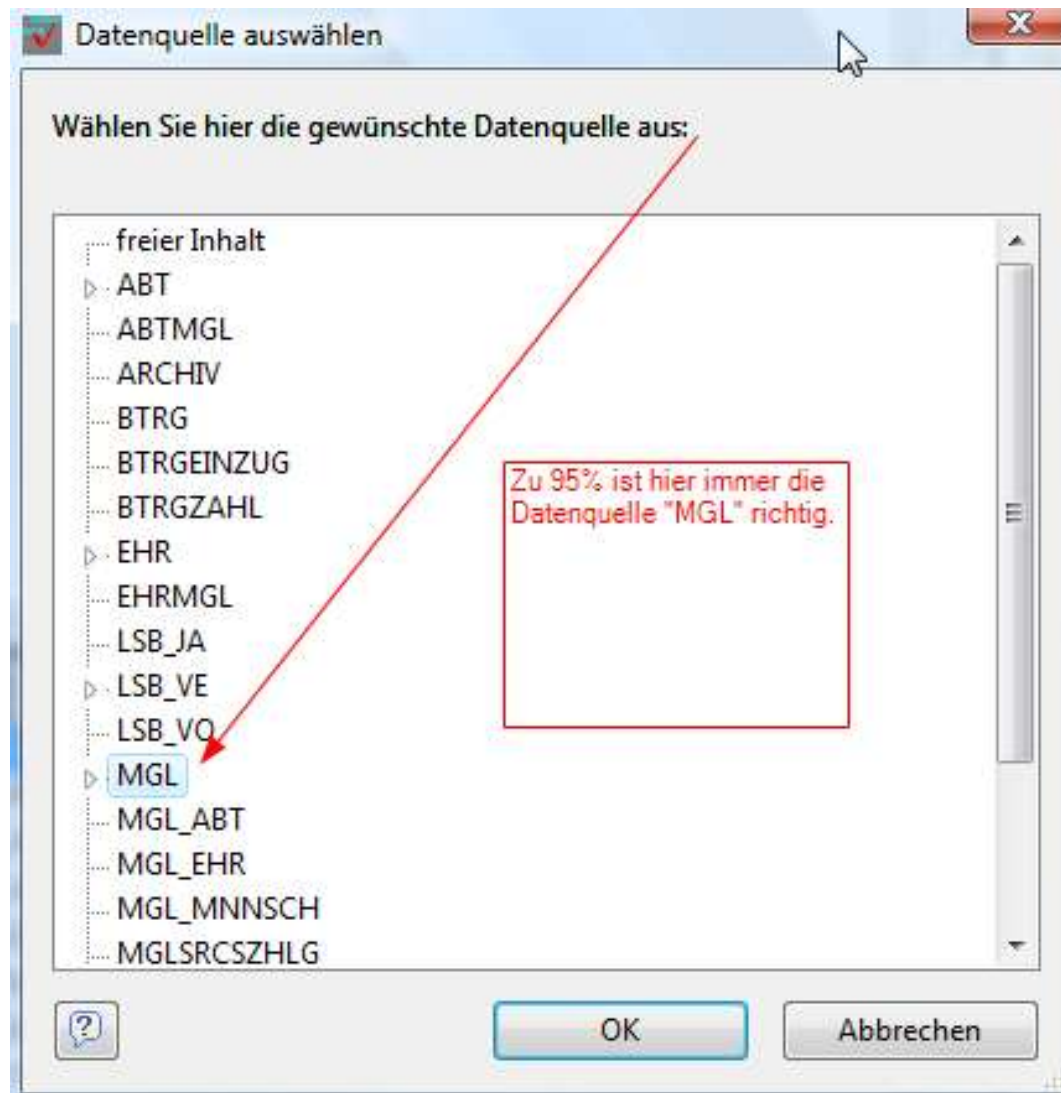 Datenquelle auswählen
Wählen Sie hier die gewünschte Datenquelle aus:
freier Inhalt
ABT
ABTMGL
ARCHIV
BTRG
BTRGEINZUG
BTRGZAHL
EHR
EHRMGL
LSB_JA
LSB_VE
LSB_VO
MGL
MGL_ABT
MGL_EHR
MGL_MNNSCH
MGLSRCSZHLG
Zu 95% ist hier immer die
Datenquelle "MGL" richtig.
OK
Abbrechen